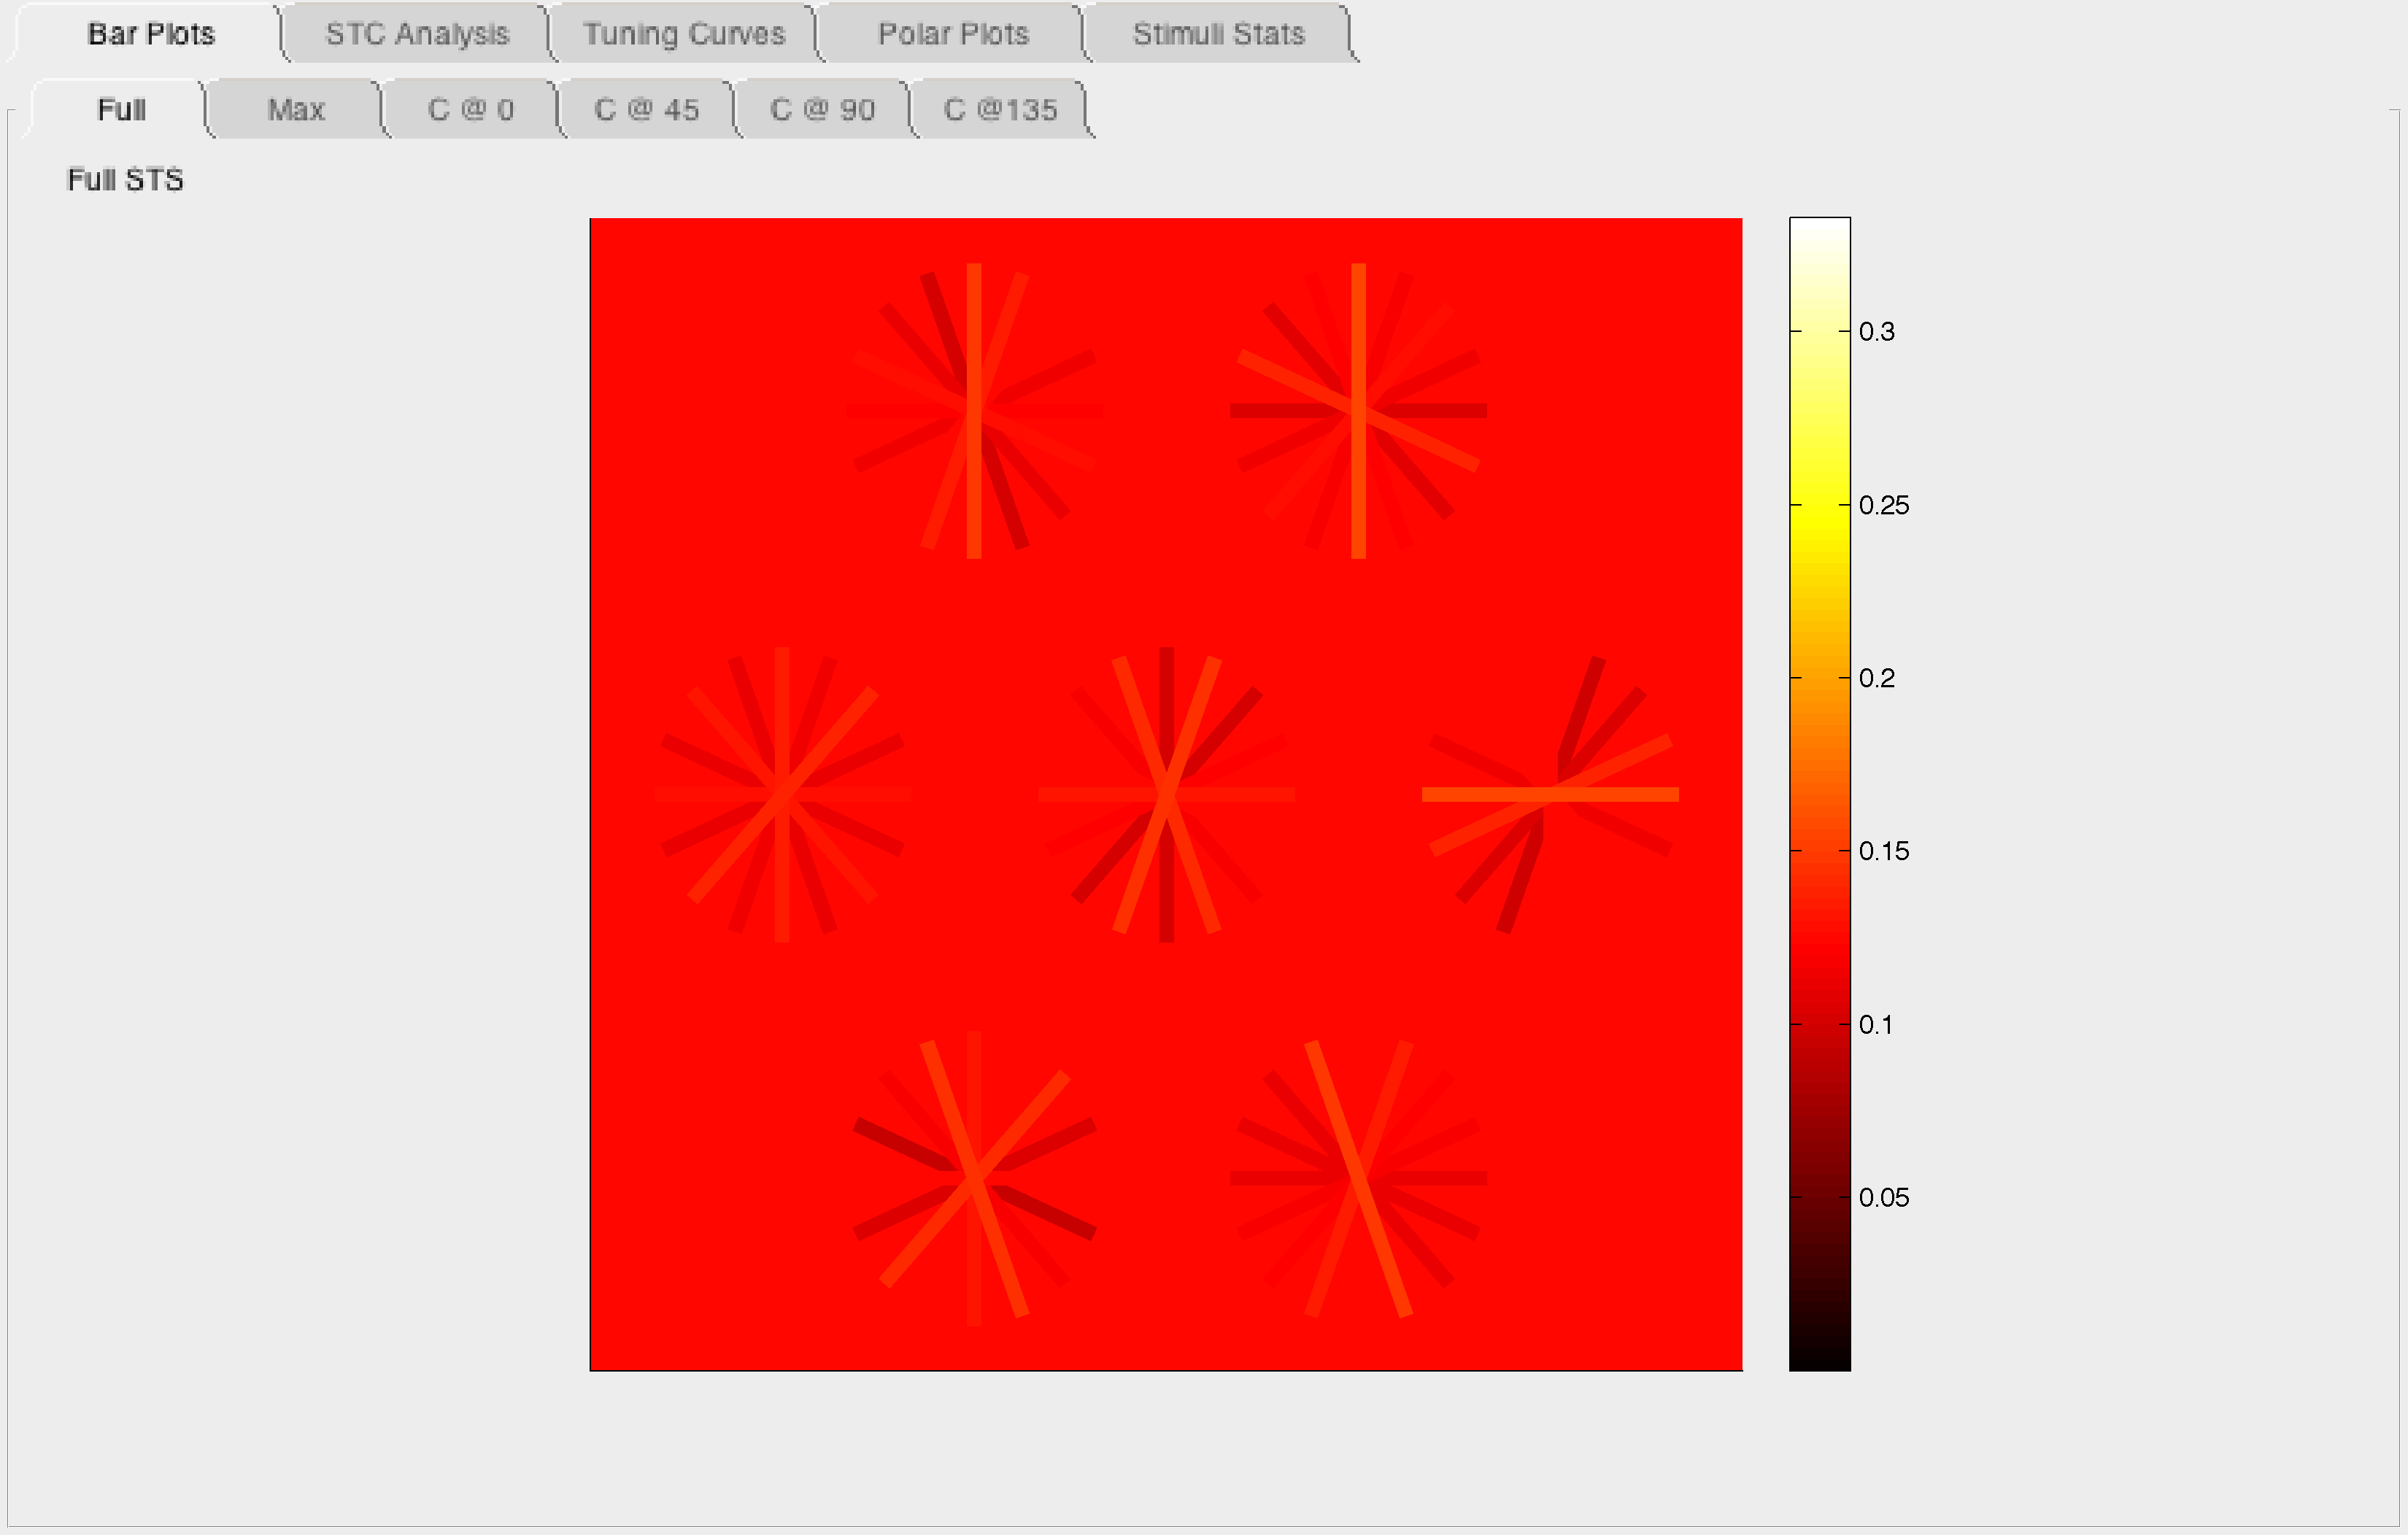 Bar Plots STC Analysis Tuning Curves Polar Plots Stimuli Stats
Full Max C @ 0 C @ 45 C @ 90 C @135
Full STS
0.3
0.25
0.2
0.15
0.1
0.05